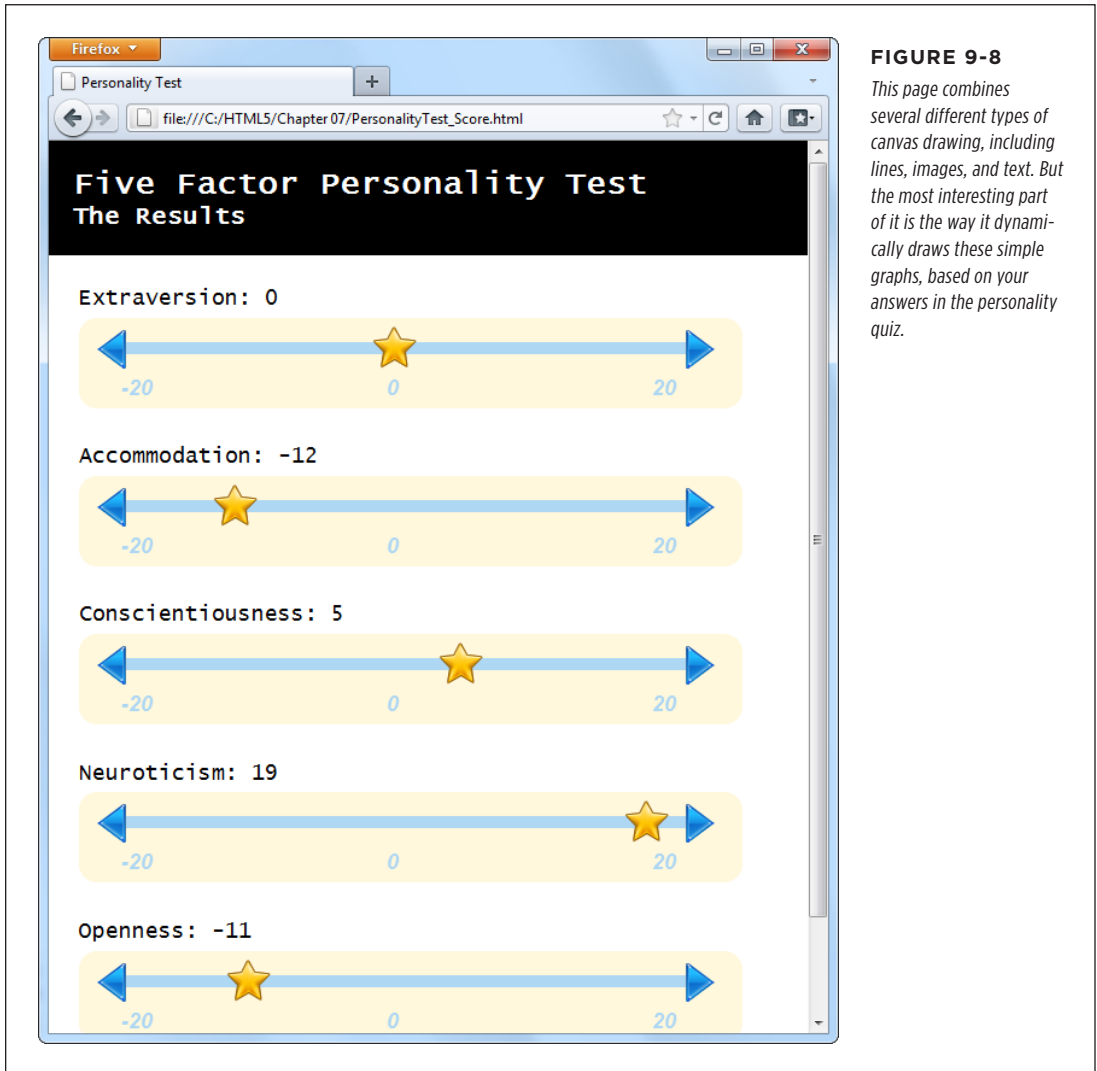 Firefox
Personality Test
file:///C:/HTML5/Chapter 07/PersonalityTest_Score.html
Five Factor Personality Test
The Results
Extraversion: 0
-20 0 20
Accommodation: -12
-20 0 20
Conscientiousness: 5
-20 0 20
Neuroticism: 19
-20 0 20
Openness: -11
-20 0 20
FIGURE 9-8
This page combines
several different types of
canvas drawing, including
lines, images, and text. But
the most interesting part
of it is the way it dynami-
cally draws these simple
graphs, based on your
answers in the personality
quiz.